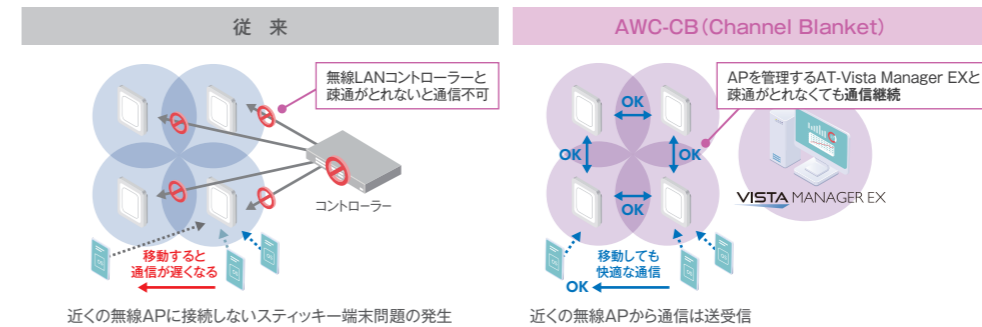 従 来
無線LANコントローラーと
疎通がとれないと通信不可
コントローラー
移動すると
通信が遅くなる
近くの無線APに接続しないスティッキー端末問題の発生
AWC-CB(Channel Blanket)
APを管理するAT-Vista Manager EXと
疎通がとれなくても通信継続
OK
OK
OK
OK
VISTA MANAGER EX
移動しても
快適な通信
OK
近くの無線APから通信は送受信